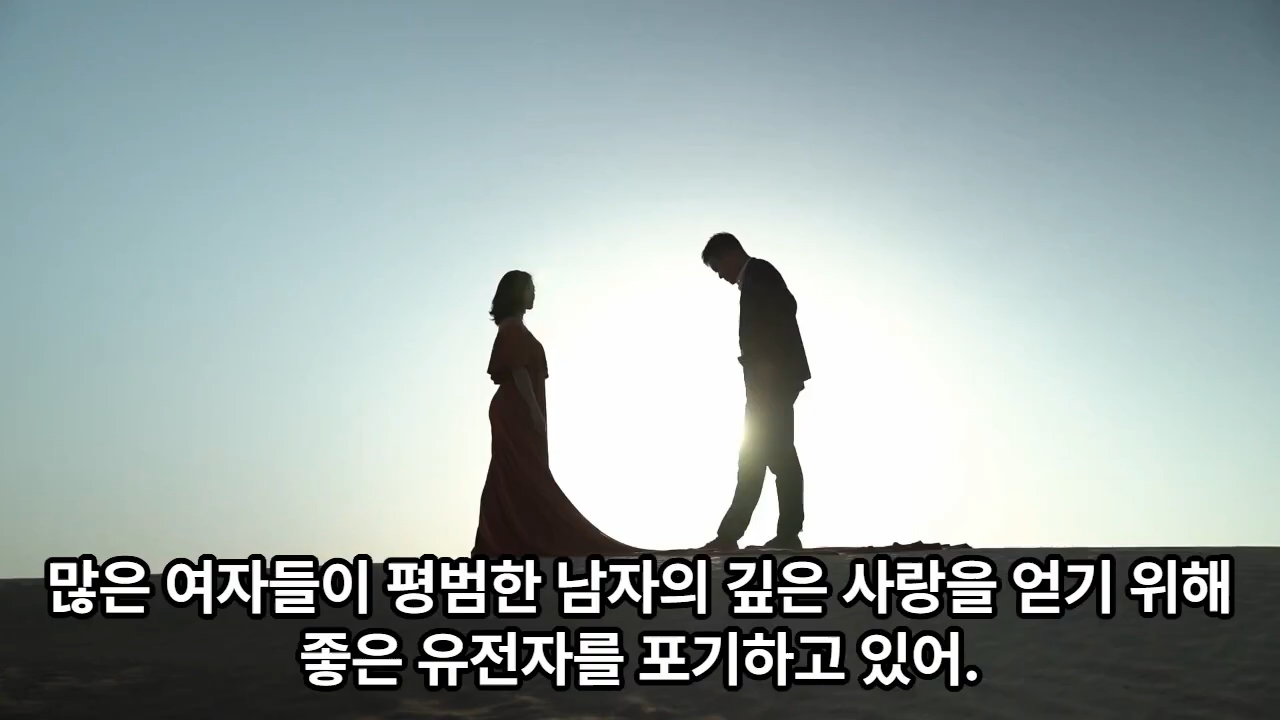 많은 여자들이 평범한 남자의 깊은 사랑을 얻기 위해
좋은 유전자를 포기하고 있어.